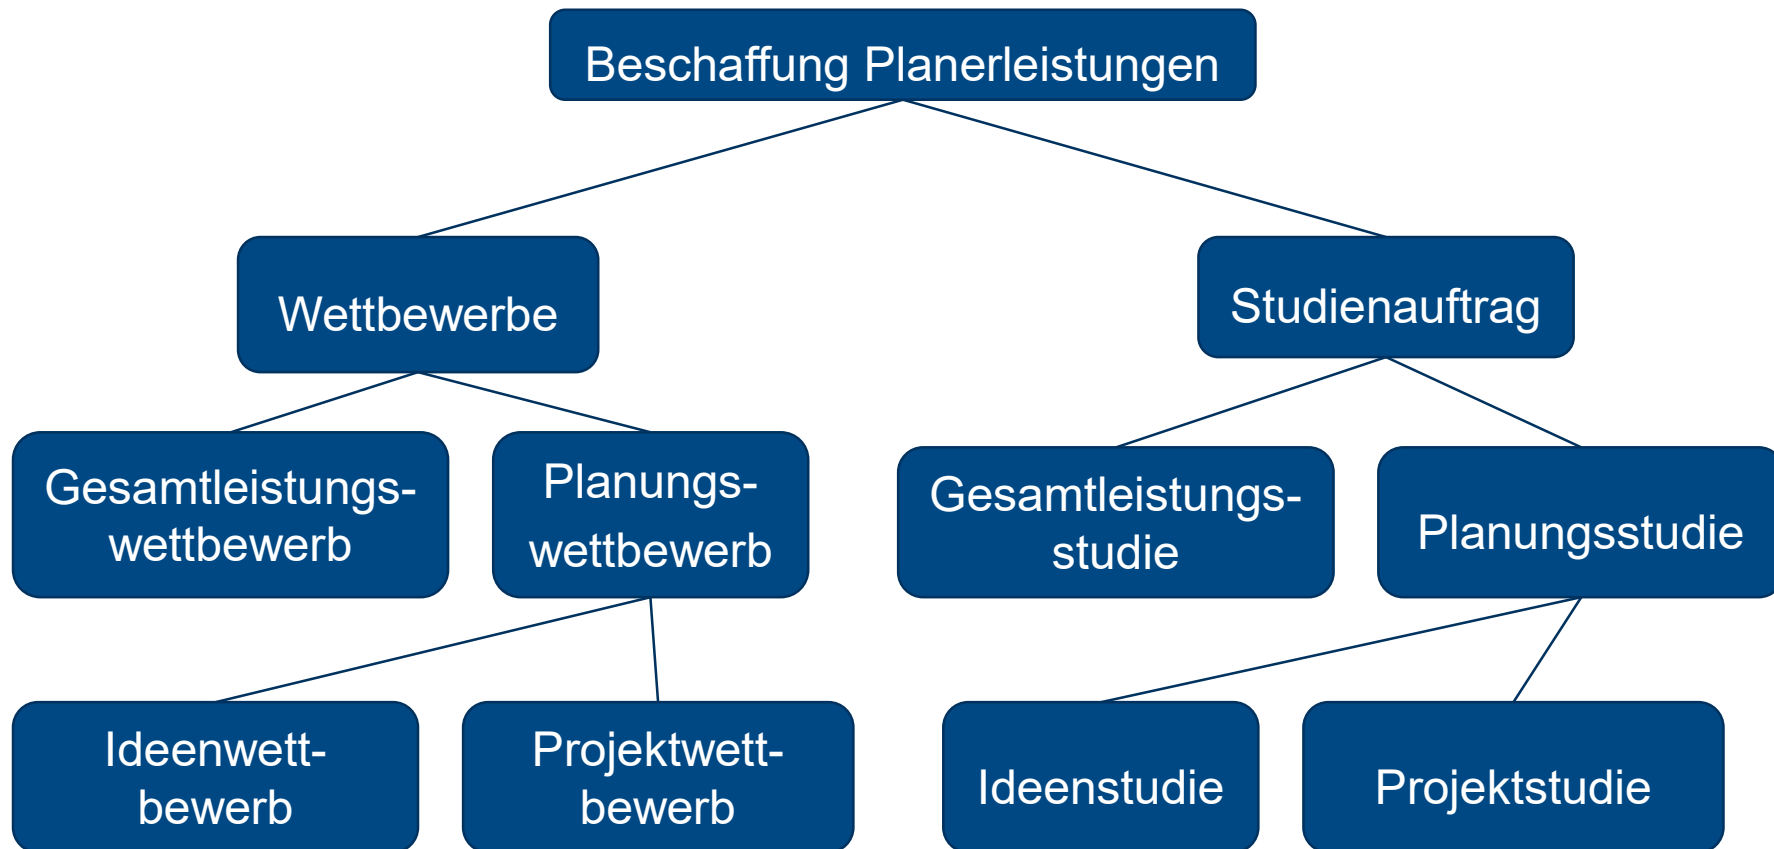 Beschaffung Planerleistungen
Wettbewerbe
Studienauftrag
Gesamtleistungs-
wettbewerb
Planungs-
wettbewerb
Gesamtleistungs-
studie
Planungsstudie
Ideenwett-
bewerb
Projektwett-
bewerb
Ideenstudie
Projektstudie